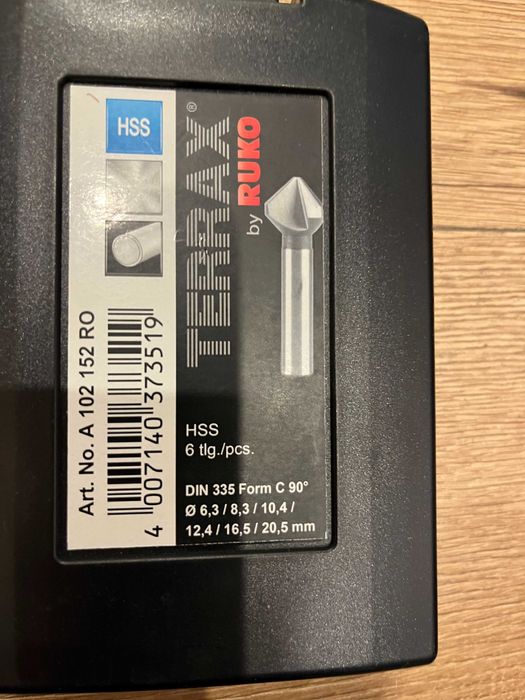 HSS
TERRAX®
by RUKO
Art. No. A 102 152 RO
4 007140 373519
HSS
6 tlg./pcs.
DIN 335 Form C 90°
Ø 6,3 / 8,3 / 10,4 /
12,4 / 16,5 / 20,5 mm